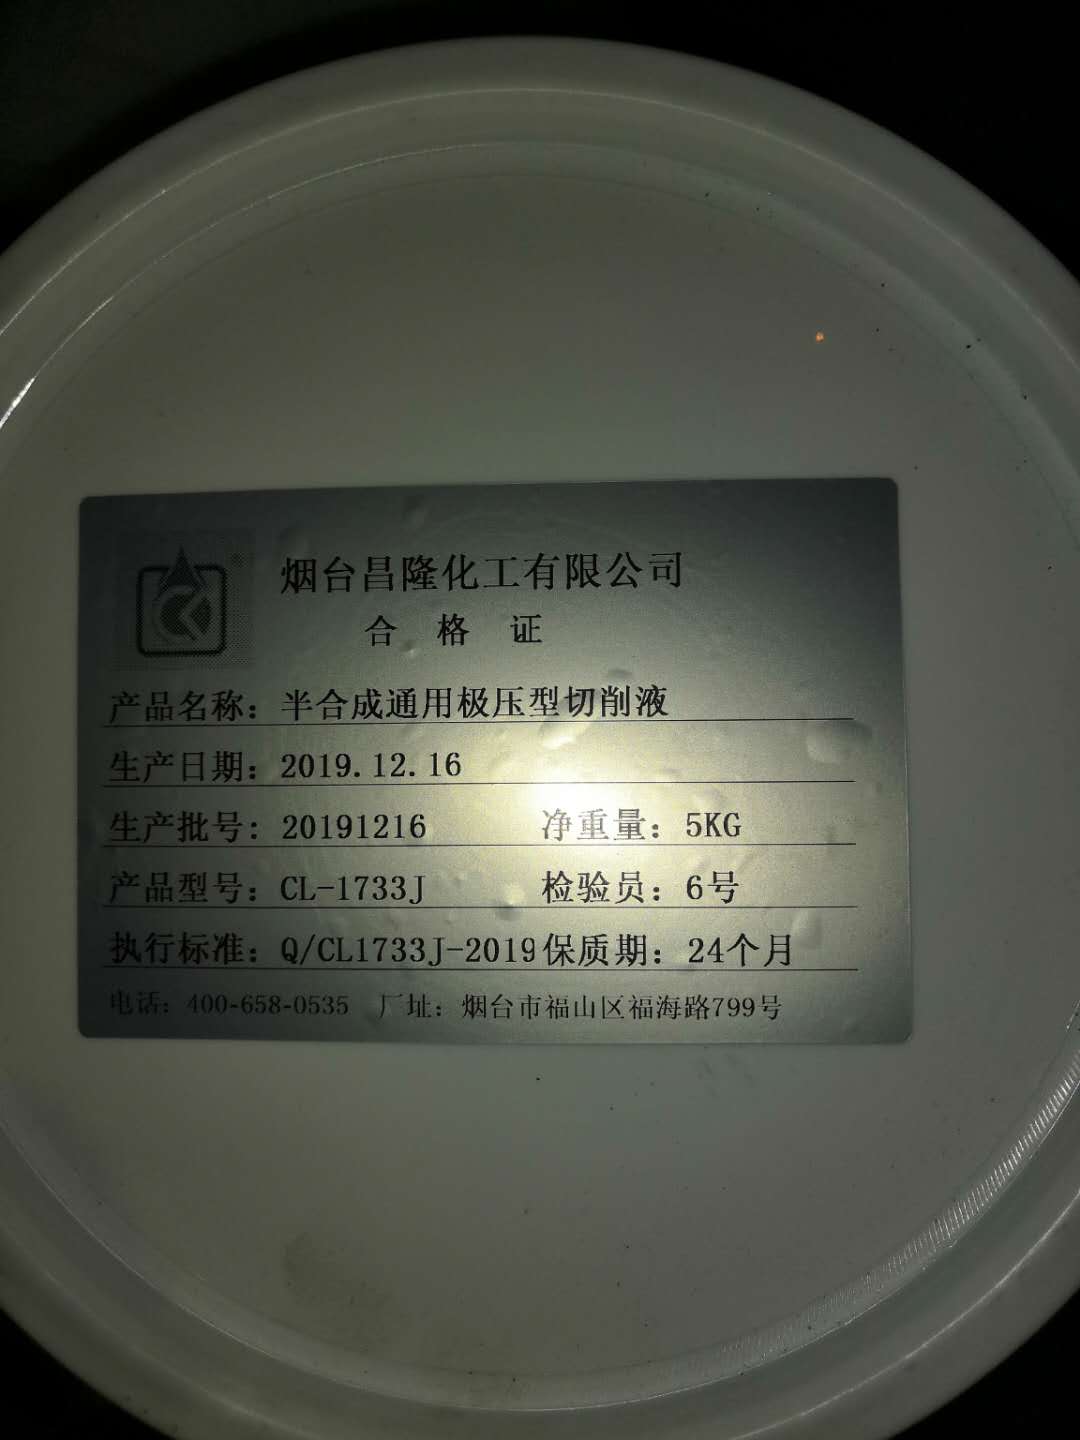 烟台昌隆化工有限公司
合 格 证
产品名称：半合成通用极压型切削液
生产日期：2019.12.16
生产批号：20191216 净重量：5KG
产品型号：CL-1733J 检验员：6号
执行标准：Q/CL1733J-2019 保质期：24个月
电话：400-658-0535 厂址：烟台市福山区福海路799号